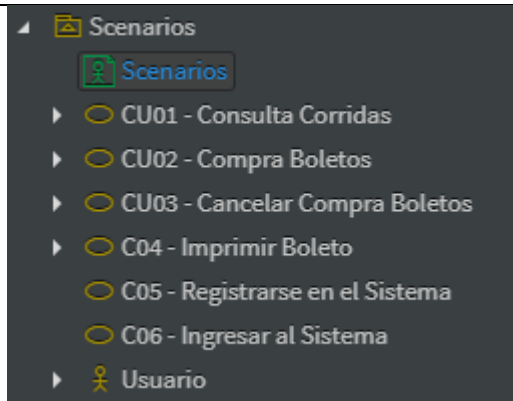 Scenarios
Scenarios
CU01 - Consulta Corridas
CU02 - Compra Boletos
CU03 - Cancelar Compra Boletos
C04 - Imprimir Boleto
C05 - Registrarse en el Sistema
C06 - Ingresar al Sistema
Usuario